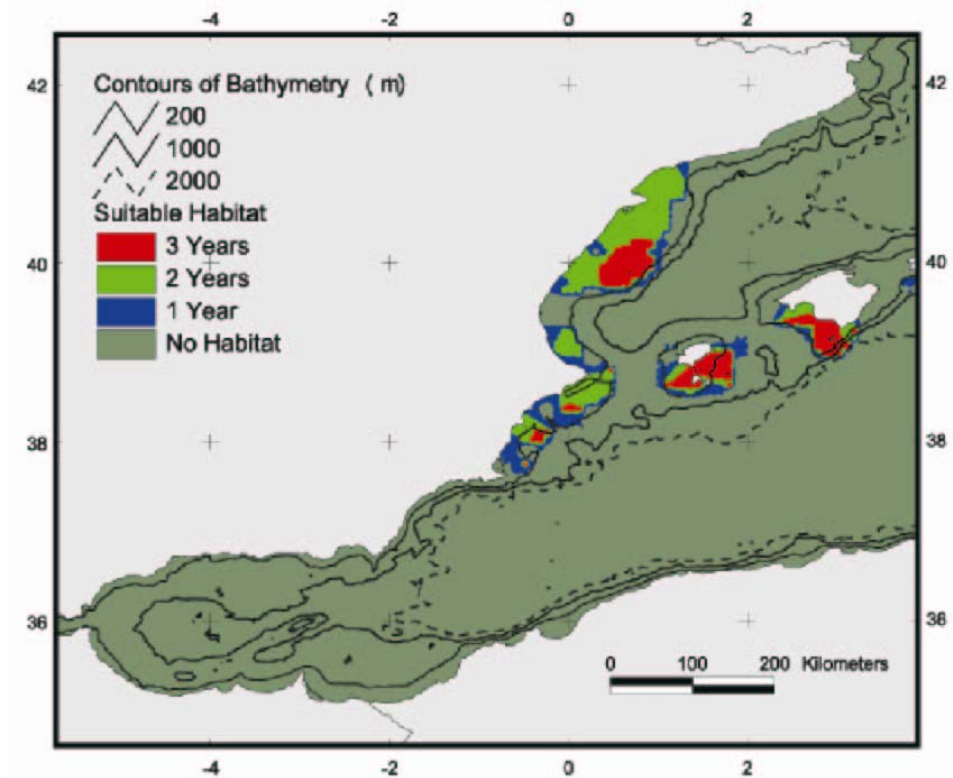 -4 -2 0 2
42 42
Contours of Bathymetry ( m)
200
1000
2000
Suitable Habitat
3 Years
2 Years
1 Year
No Habitat
40 40
38 38
36 36
0 100 200 Kilometers
-4 -2 0 2